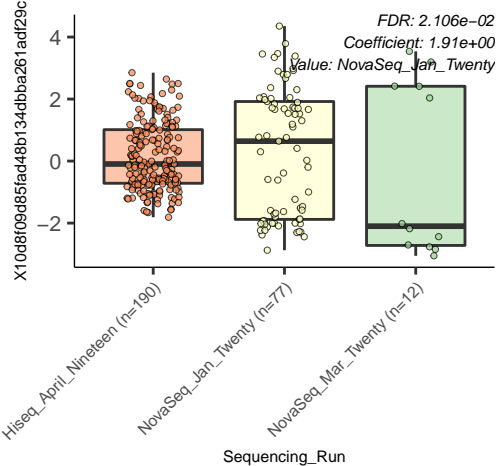 FDR: 2.106e−02
Coefficient: 1.91e+00
Value: NovaSeq_Jan_Twenty
X10d8f09d85fad48b134dbba261adf29c
4
2
0
−2
Hiseq_April_Nineteen (n=190)
NovaSeq_Jan_Twenty (n=77)
NovaSeq_Mar_Twenty (n=12)
Sequencing_Run